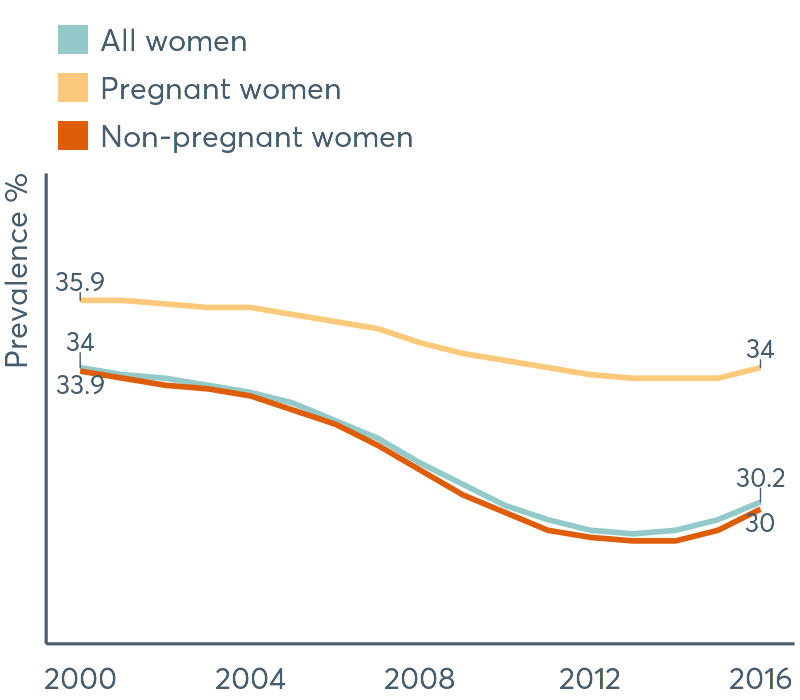 All women
Pregnant women
Non-pregnant women
Prevalence %
35.9
34
33.9
34
30.2
30
2000 2004 2008 2012 2016